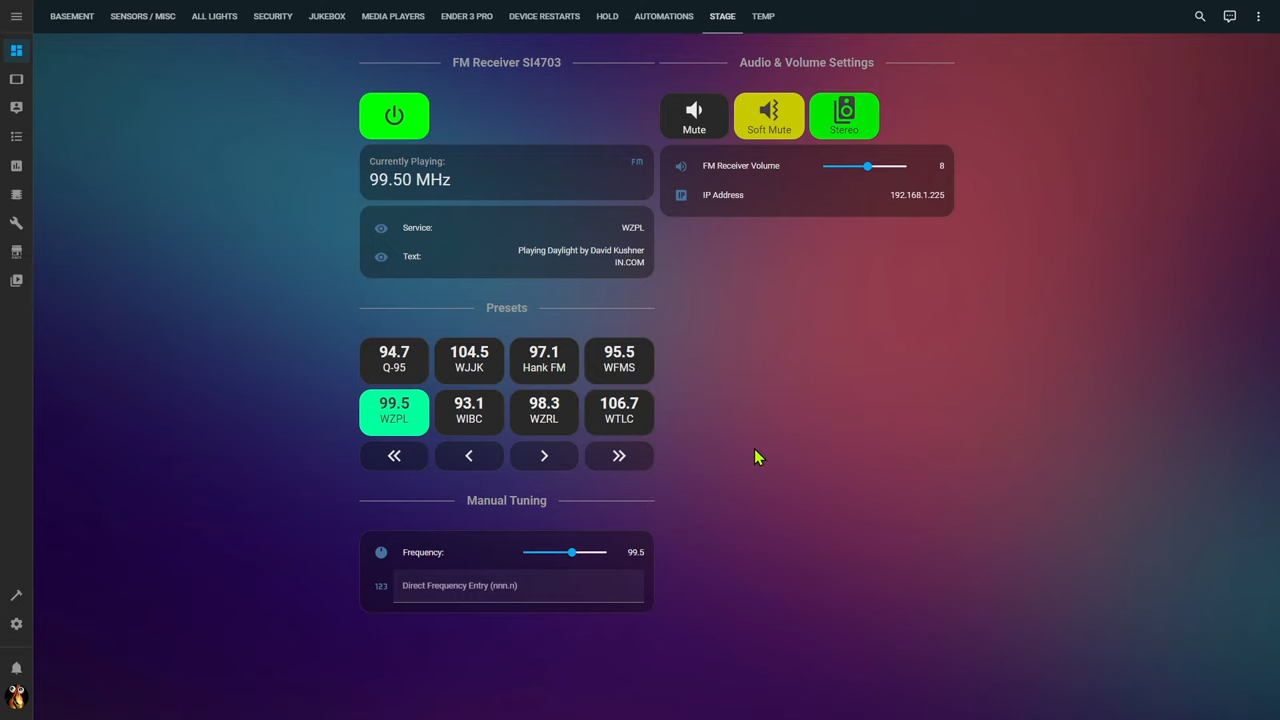 BASEMENT SENSORS / MISC ALL LIGHTS SECURITY JUKEBOX MEDIA PLAYERS ENDER 3 PRO DEVICE RESTARTS HOLD AUTOMATIONS STAGE TEMP
FM Receiver SI4703
Currently Playing: FM
99.50 MHz
Service: WZPL
Text: Playing Daylight by David Kushner
IN.COM
Presets
94.7 104.5 97.1 95.5
Q-95 WJJK Hank FM WFMS
99.5 93.1 98.3 106.7
WZPL WIBC WZRL WTLC
Manual Tuning
Frequency: 99.5
123 Direct Frequency Entry (nnn.n)
Audio & Volume Settings
Mute Soft Mute Stereo
FM Receiver Volume 8
IP IP Address 192.168.1.225